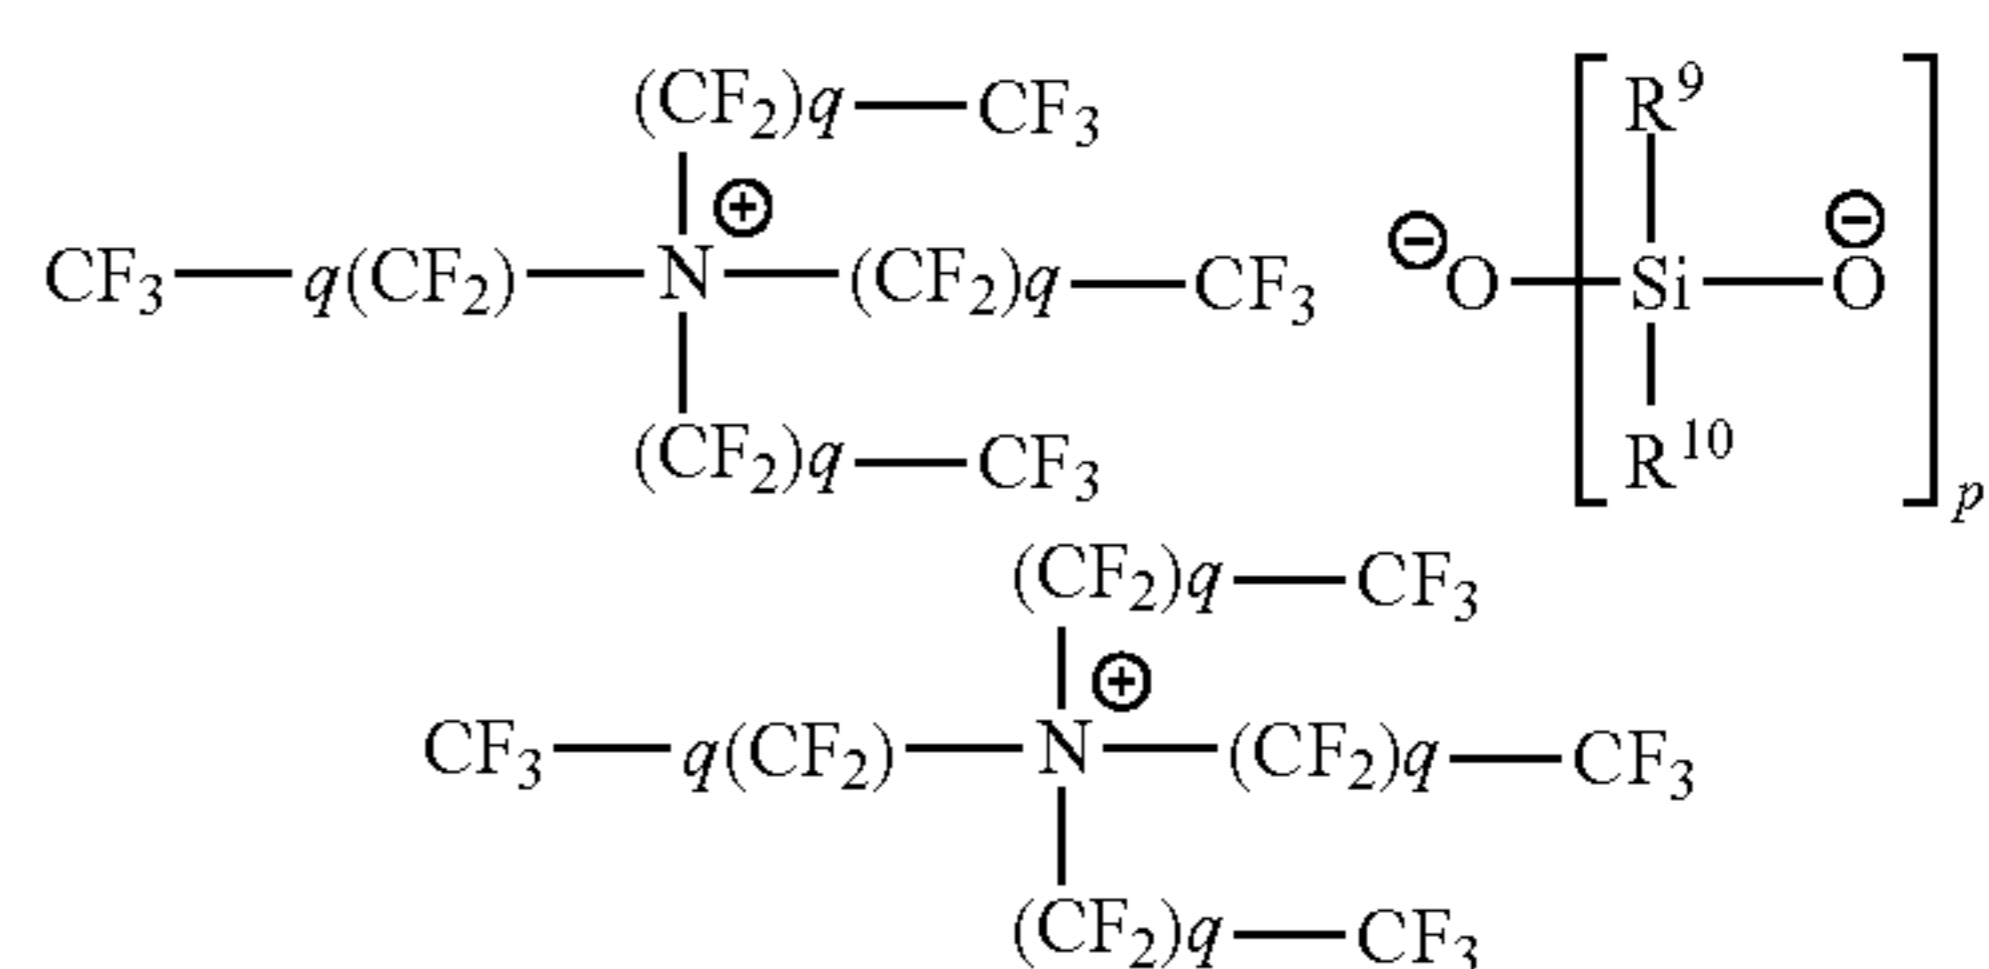 (CF2)q—CF3 R9
⊕ ⊖ ⊖
CF3—q(CF2)—N—(CF2)q—CF3 O—Si—O
(CF2)q—CF3 R10
p
(CF2)q—CF3
⊕
CF3—q(CF2)—N—(CF2)q—CF3
(CF2)q—CF3